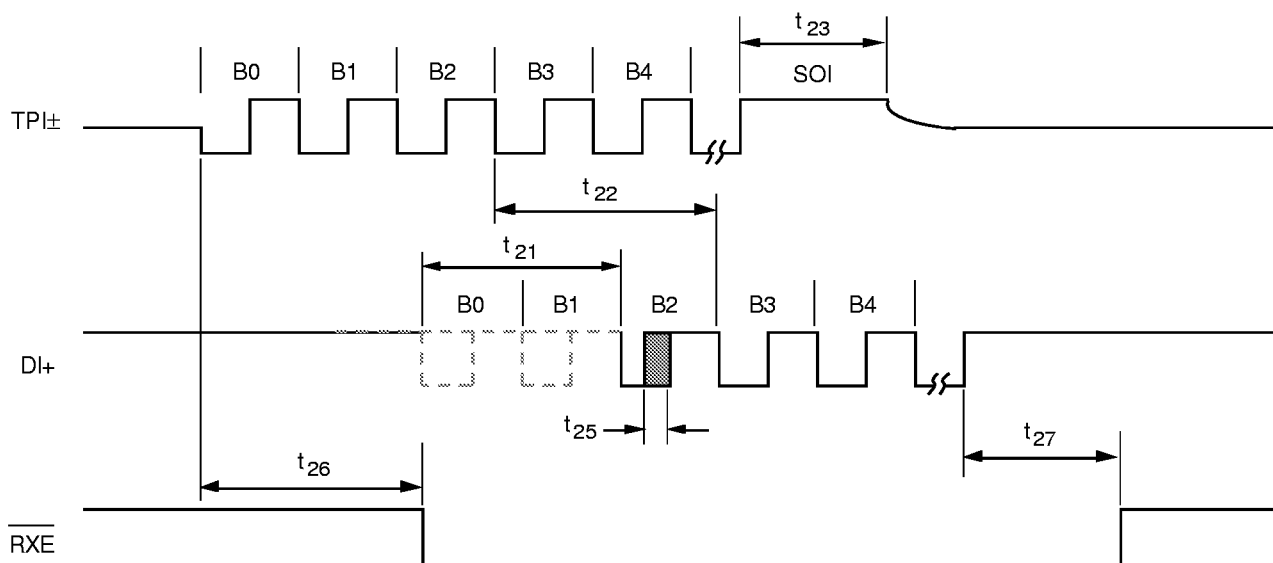 t23
B0 B1 B2 B3 B4 SOI
TPI±
t22
t21
B0 B1 B2 B3 B4
DI+
t25
t27
t26
RXE